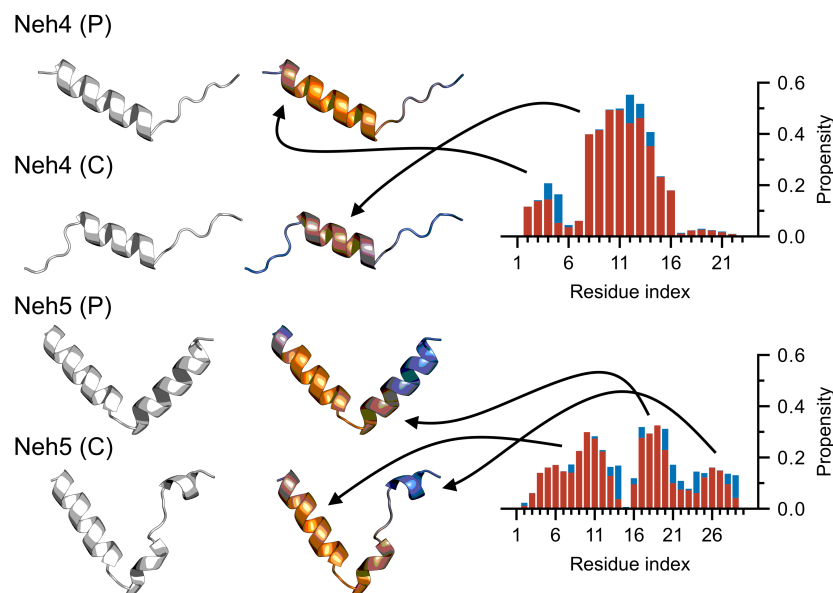 Neh4 (P)
Neh4 (C)
0.6
0.4
0.2
0.0
Propensity
1 6 11 16 21
Residue index
Neh5 (P)
Neh5 (C)
0.6
0.4
0.2
0.0
Propensity
1 6 11 16 21 26
Residue index